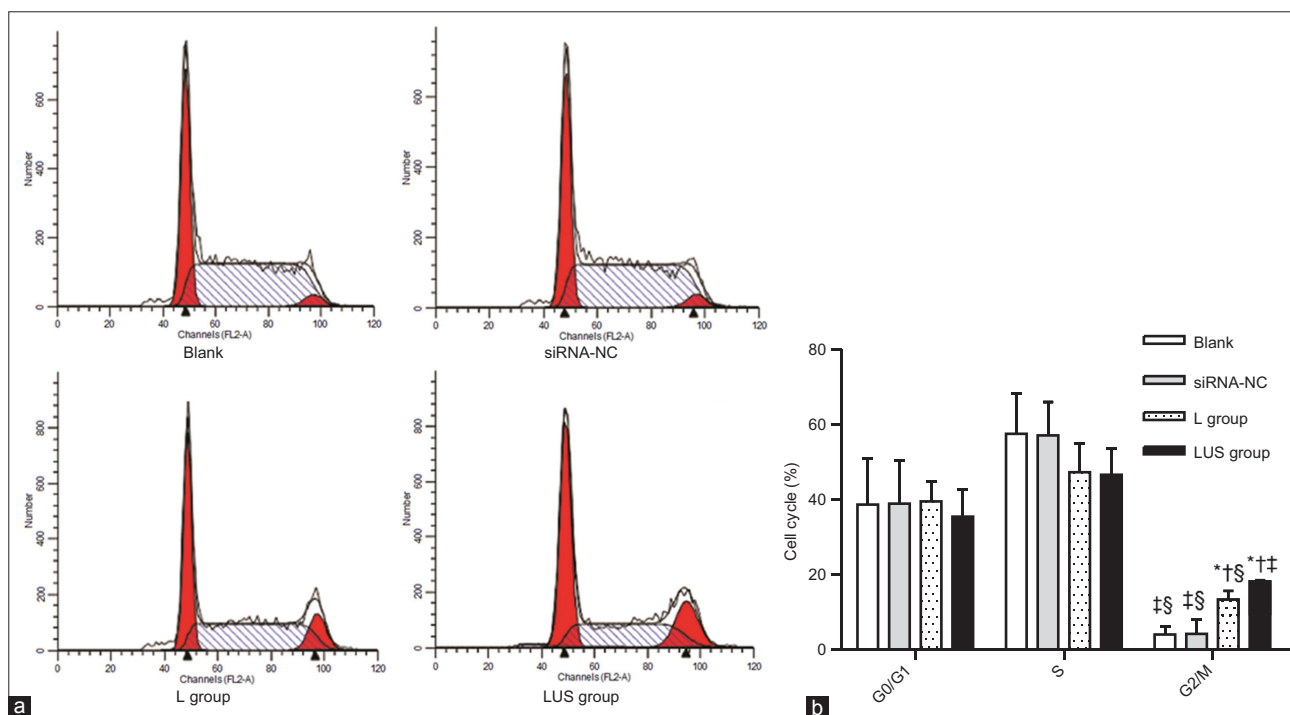 600
400
200
0
Number
0 20 40 60 80 100 120
Channels (FL2-A)
Blank
600
400
200
0
Number
0 20 40 60 80 100 120
Channels (FL2-A)
siRNA-NC
800
600
400
200
0
Number
0 20 40 60 80 100 120
Channels (FL2-A)
L group
800
600
400
200
0
Number
0 20 40 60 80 100 120
Channels (FL2-A)
LUS group
a
80
60
40
20
0
Cell cycle (%)
Blank
siRNA-NC
L group
LUS group
‡§
‡§
*†§
*†‡
G0/G1
S
G2/M
b